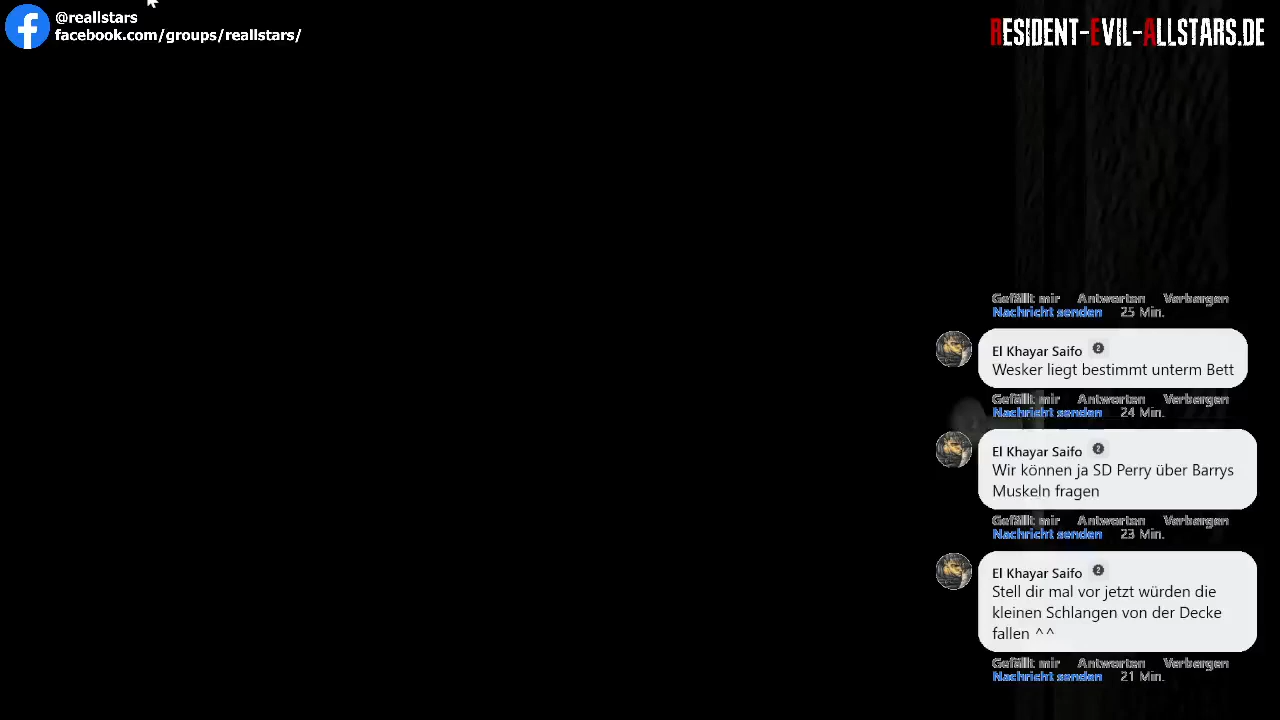 @reallstars
facebook.com/groups/reallstars/
RESIDENT-EVIL-ALLSTARS.DE
Gefällt mir Antworten Verbergen
Nachricht senden 25 Min.
El Khayar Saifo 2
Wesker liegt bestimmt unterm Bett
Gefällt mir Antworten Verbergen
Nachricht senden 24 Min.
El Khayar Saifo 2
Wir können ja SD Perry über Barrys
Muskeln fragen
Gefällt mir Antworten Verbergen
Nachricht senden 23 Min.
El Khayar Saifo 2
Stell dir mal vor jetzt würden die
kleinen Schlangen von der Decke
fallen ^^
Gefällt mir Antworten Verbergen
Nachricht senden 21 Min.